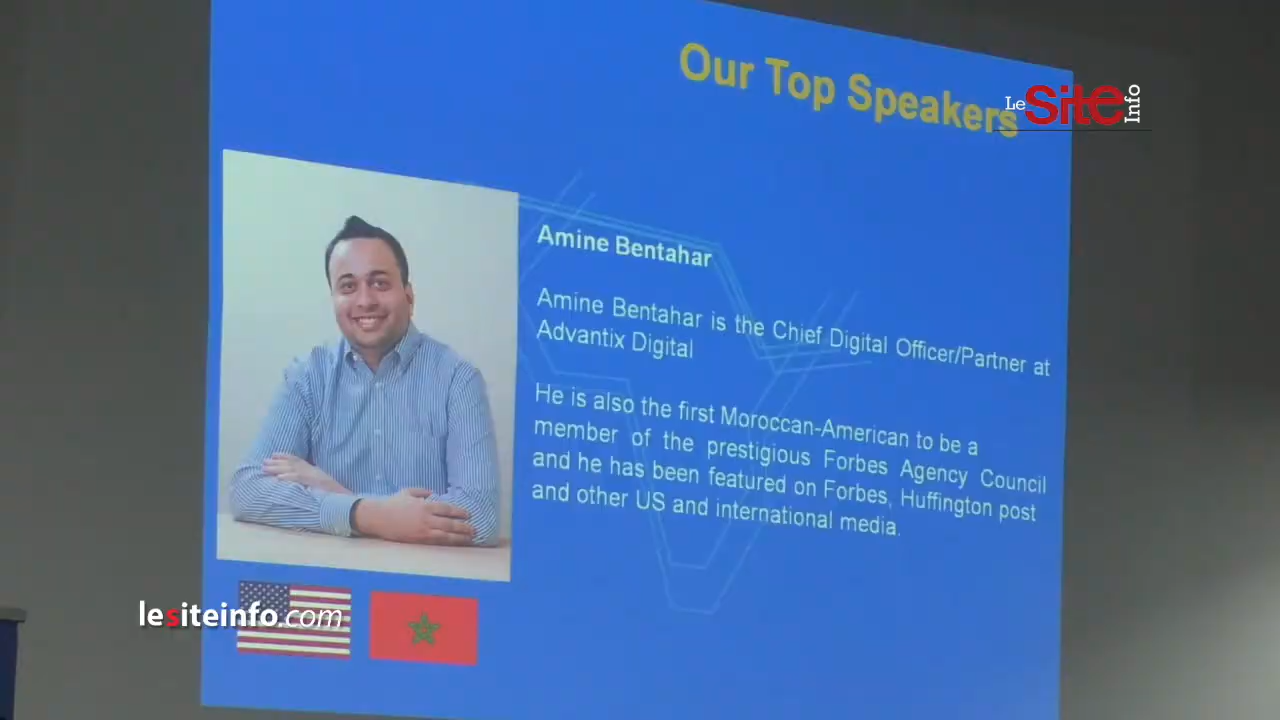 Our Top Speakers
Le Site Info
Amine Bentahar
Amine Bentahar is the Chief Digital Officer/Partner at
Advantix Digital
He is also the first Moroccan-American to be a
member of the prestigious Forbes Agency Council
and he has been featured on Forbes, Huffington post
and other US and international media.
lesiteinfo.com